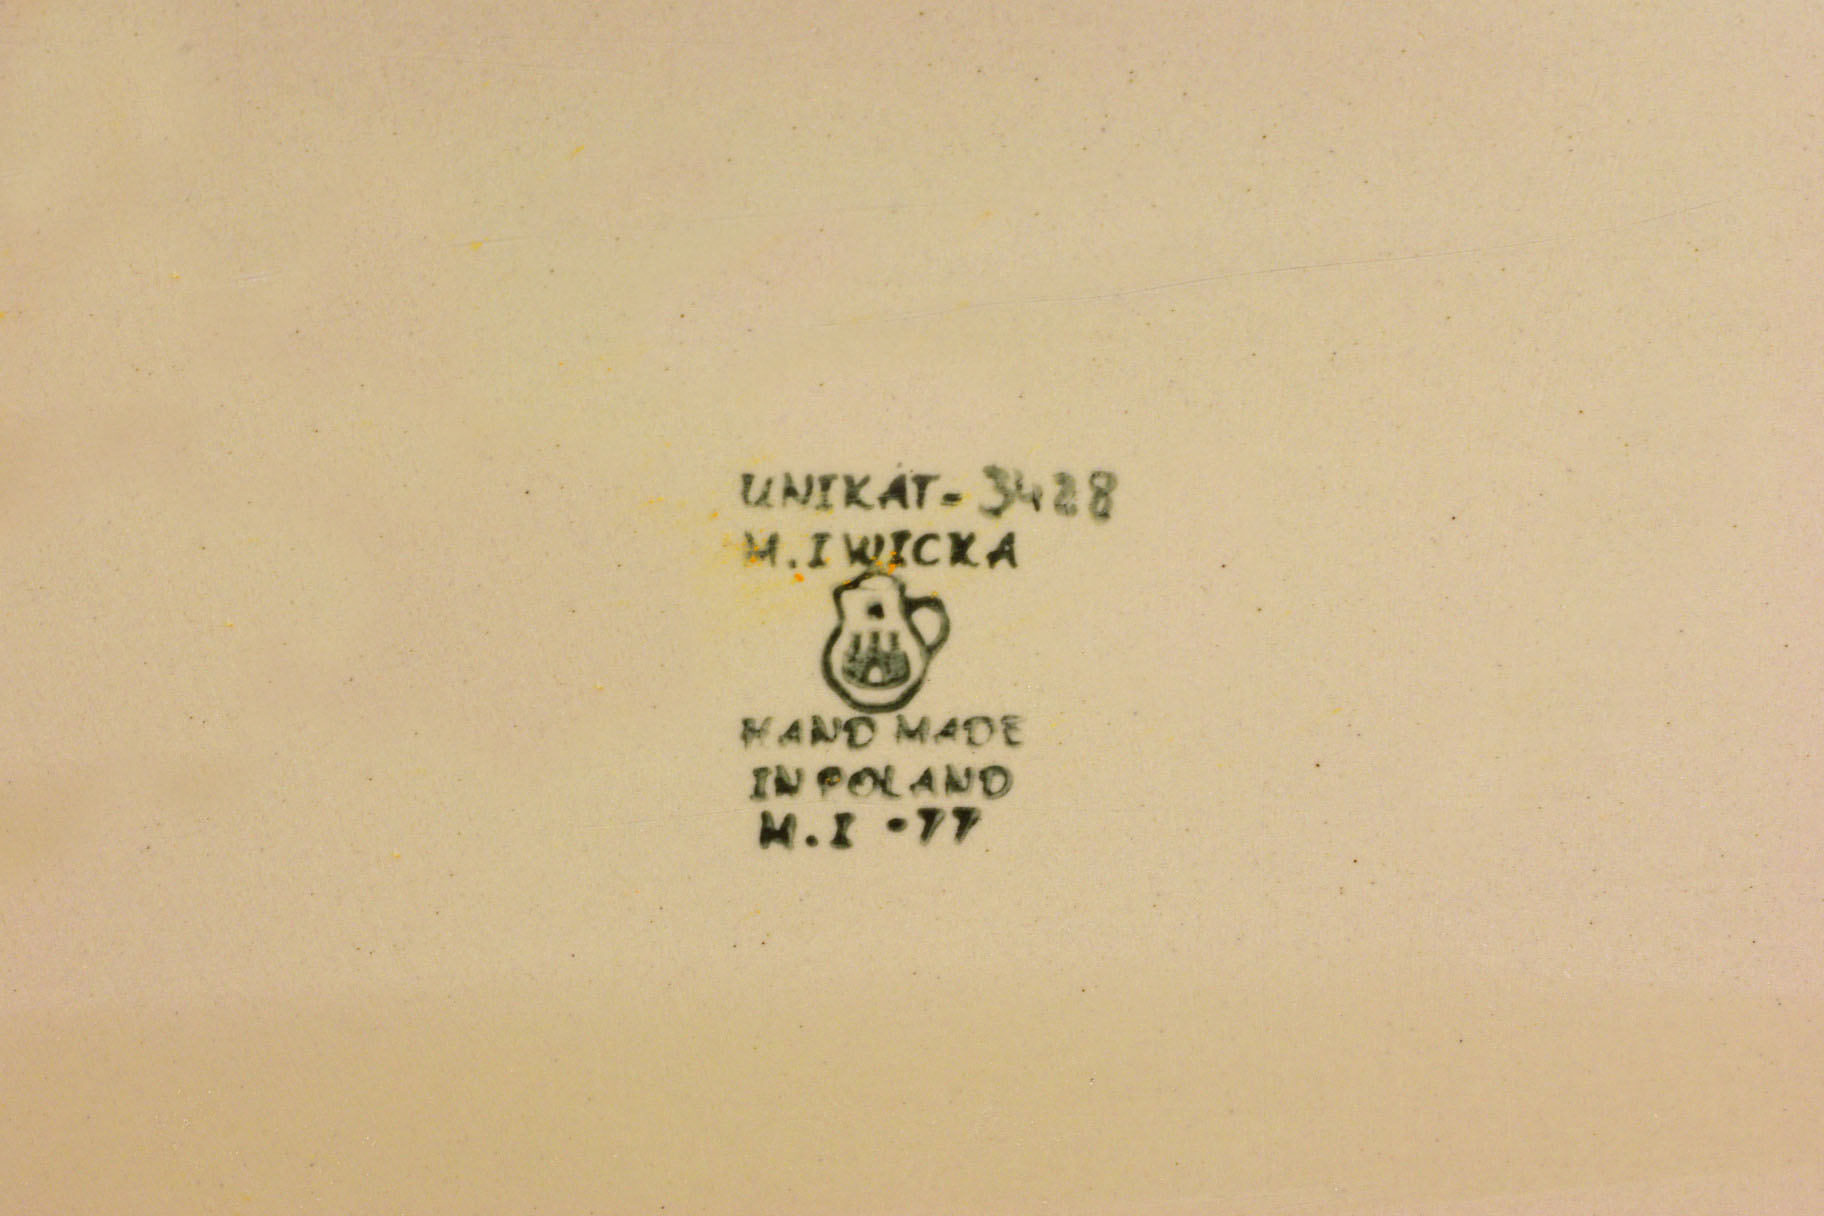 UNIKAT- 3428
M. IWICKA
HAND MADE
IN POLAND
M.I -77